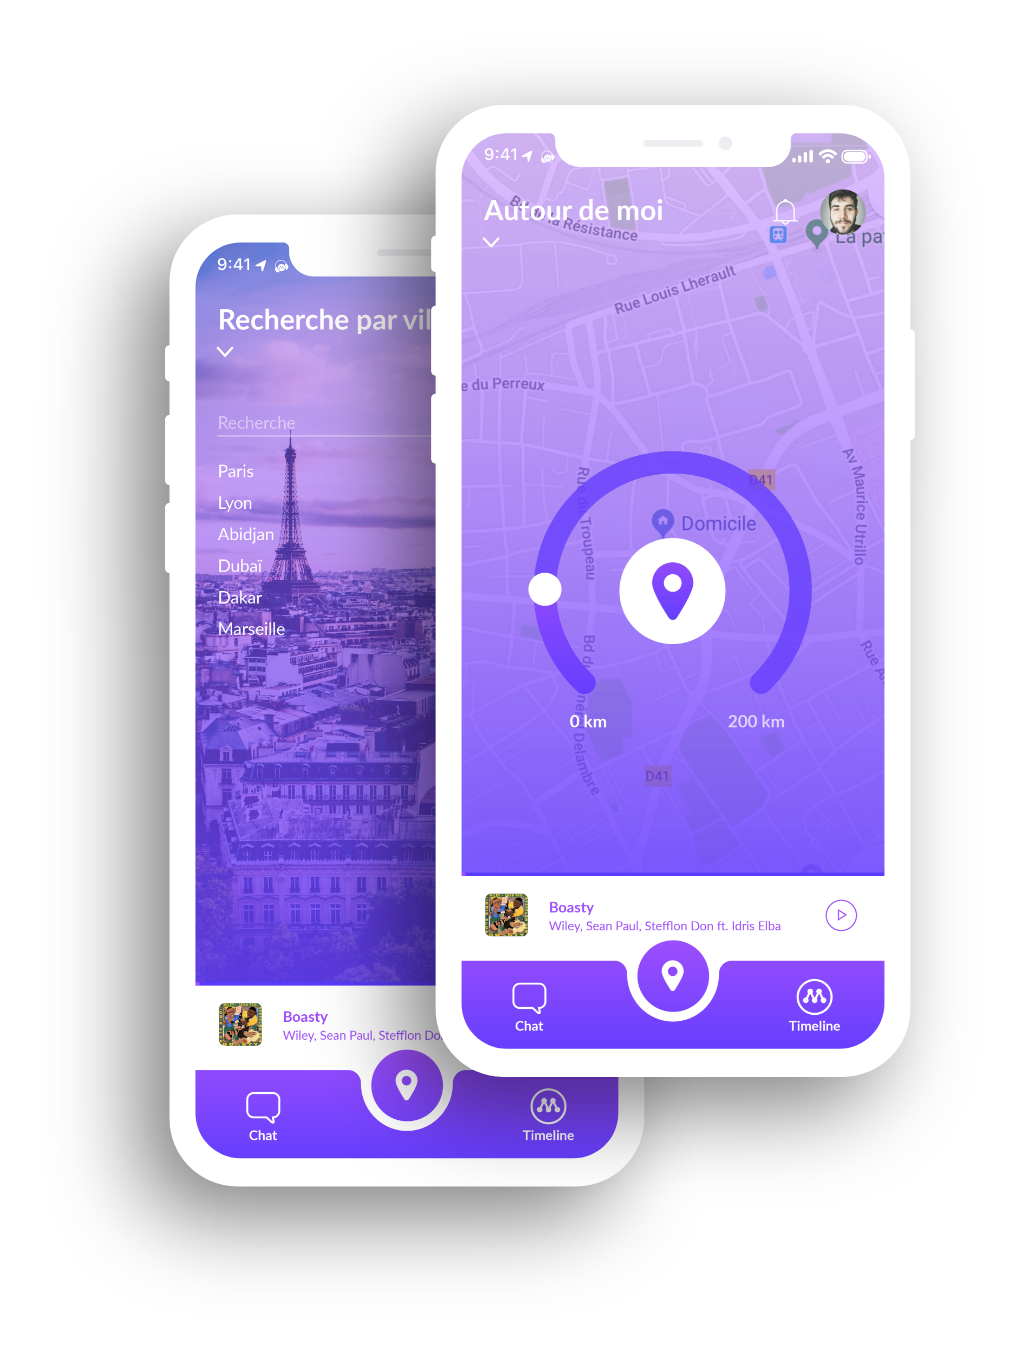 9:41
Autour de moi
Résistance
La pa
Rue Louis Lherault
e du Perreux
Av Maurice Utrillo
D41
Rue du Troupeau
Domicile
Bd
Delambre
Rue
0 km
200 km
D41
Boasty
Wiley, Sean Paul, Stefflon Don ft. Idris Elba
Chat
Timeline
9:41
Recherche par vil
Recherche
Paris
Lyon
Abidjan
Dubaï
Dakar
Marseille
Boasty
Wiley, Sean Paul, Stefflon Do
Chat
Timeline